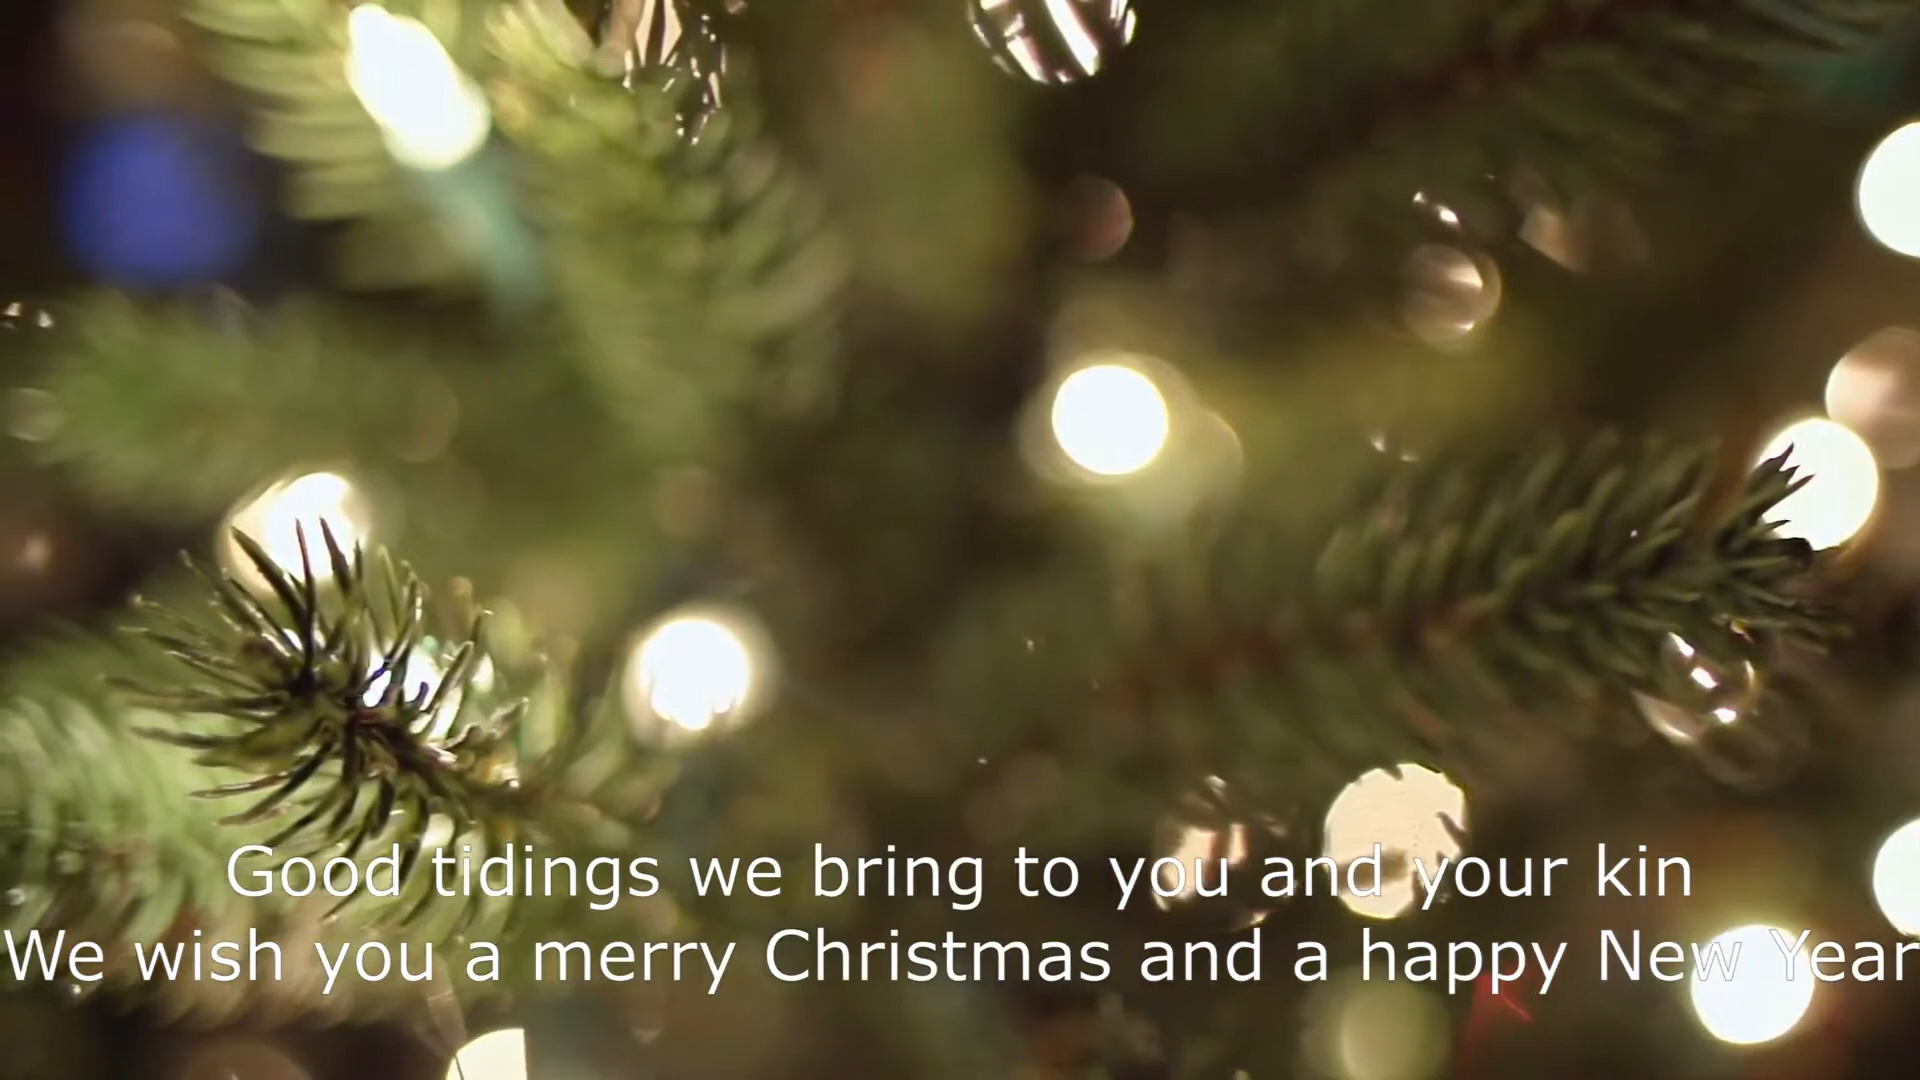 Good tidings we bring to you and your kin
We wish you a merry Christmas and a happy New Year